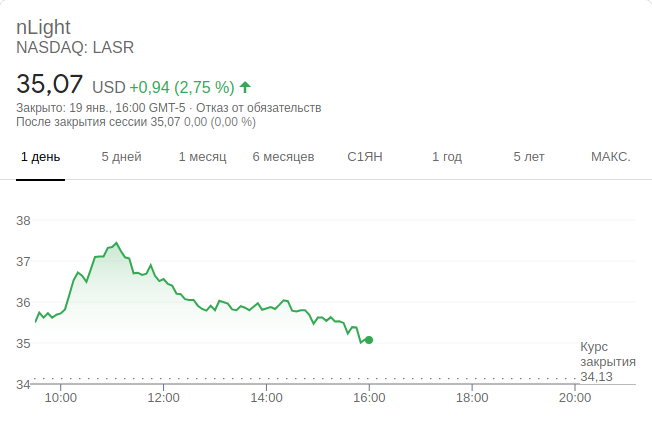 nLight
NASDAQ: LASR
35,07 USD +0,94 (2,75 %)
Закрыто: 19 янв., 16:00 GMT-5 · Отказ от обязательств
После закрытия сессии 35,07 0,00 (0,00 %)
1 день 5 дней 1 месяц 6 месяцев С1ЯН 1 год 5 лет МАКС.
38
37
36
35
Курс
закрытия
34,13
34
10:00 12:00 14:00 16:00 18:00 20:00